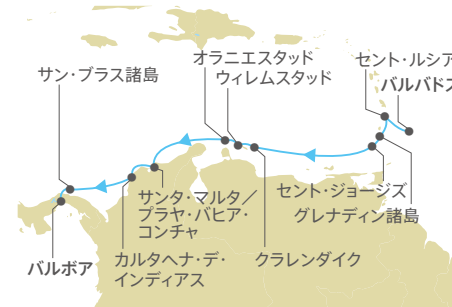 オラニエスタッド
セント・ルシア
サン・ブラス諸島
ウィレムスタッド
バルバドス
セント・ジョージズ
サンタ・マルタ／
プラヤ・バヒア・
コンチャ
グレナディン諸島
バルボア
カルタヘナ・デ・
インディアス
クラレンダイク